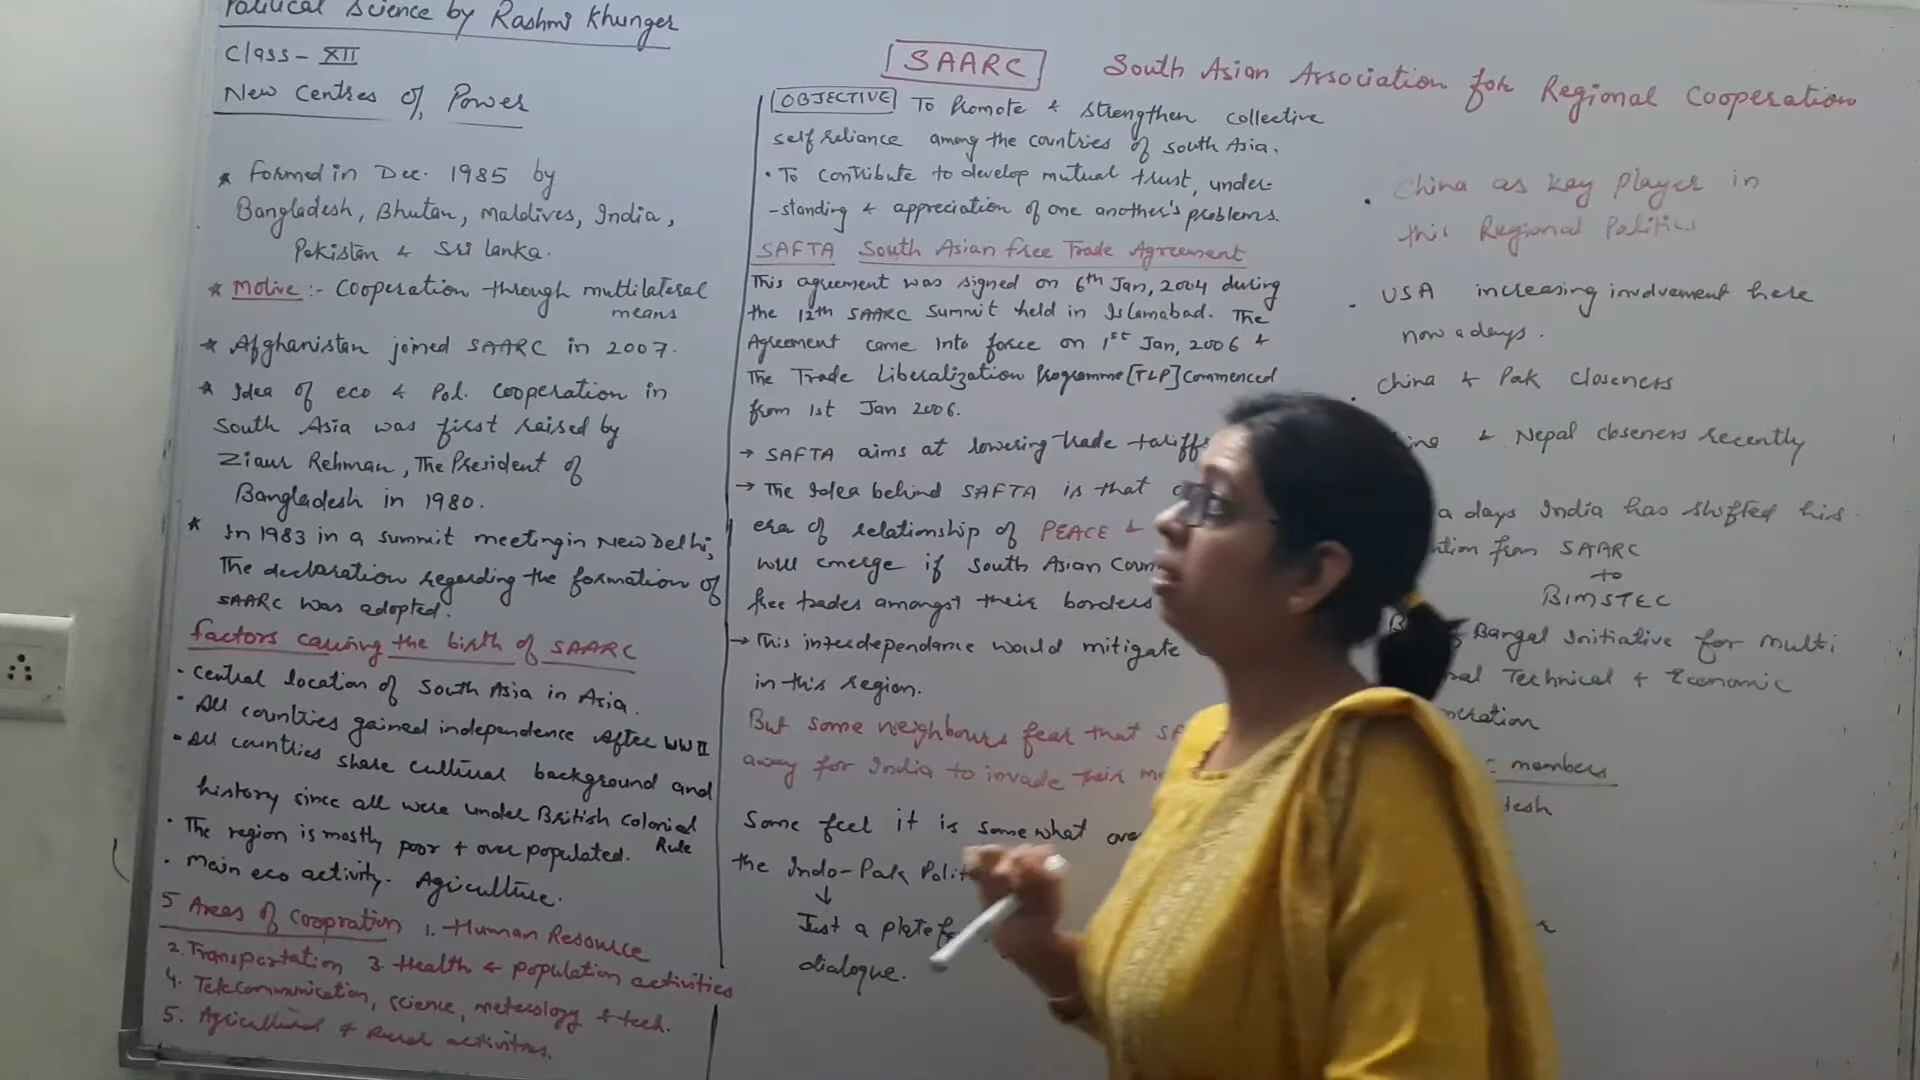 Political Science by Rashmi Khunger
Class - XII
New Centres of Power
* Formed in Dec. 1985 by
Bangladesh, Bhutan, Maldives, India,
Pakistan & Sri lanka.
* Motive :- Cooperation through multilateral
means
* Afghanistan joined SAARC in 2007.
* Idea of eco & Pol. Cooperation in
South Asia was first raised by
Ziaur Rehman, The President of
Bangladesh in 1980.
* In 1983 in a summit meeting in New Delhi,
The declaration regarding the formation of
SAARC was adopted.
Factors causing the birth of SAARC
· Central location of South Asia in Asia.
· All countries gained independence After WW II
· All countries share cultural background and
history since all were under British Colonial
Rule
· The region is mostly poor & over populated.
· Main eco activity. Agriculture.
5 Areas of Coopration 1. Human Resource
2. Transportation 3. Health & population activities
4. Telecommunication, science, meteology & tech.
5. Agricultural & Rural activities.
SAARC South Asian Association for Regional Cooperation
OBJECTIVE To Promote & strengthen collective
self reliance among the countries of south Asia.
· To contribute to develop mutual trust, under-
-standing & appreciation of one another's problems.
SAFTA South Asian free Trade Agreement
This agreement was signed on 6th Jan, 2004 during
the 12th SAARC Summit held in Islamabad. The
Agreement came into force on 1st Jan, 2006 &
The Trade Liberalization Programme [TLP] commenced
from 1st Jan 2006.
→ SAFTA aims at lowering trade tariffs
→ The Idea behind SAFTA is that
era of relationship of PEACE &
will emerge if South Asian
free trades amongst their borders
→ This interdependance would mitigate
in this region.
But some neighbours fear that
away for India to invade their
Some feel it is somewhat
the Indo-Pak
↓
Just a
dialogue.
· China as key player in
this Regional Politics
· USA increasing involvement here
now a days.
· China & Pak closeness
& Nepal closeness recently
a days India has shifted his
from SAARC
to
BIMSTEC
Bangal Initiative for multi
Technical & Economic
members